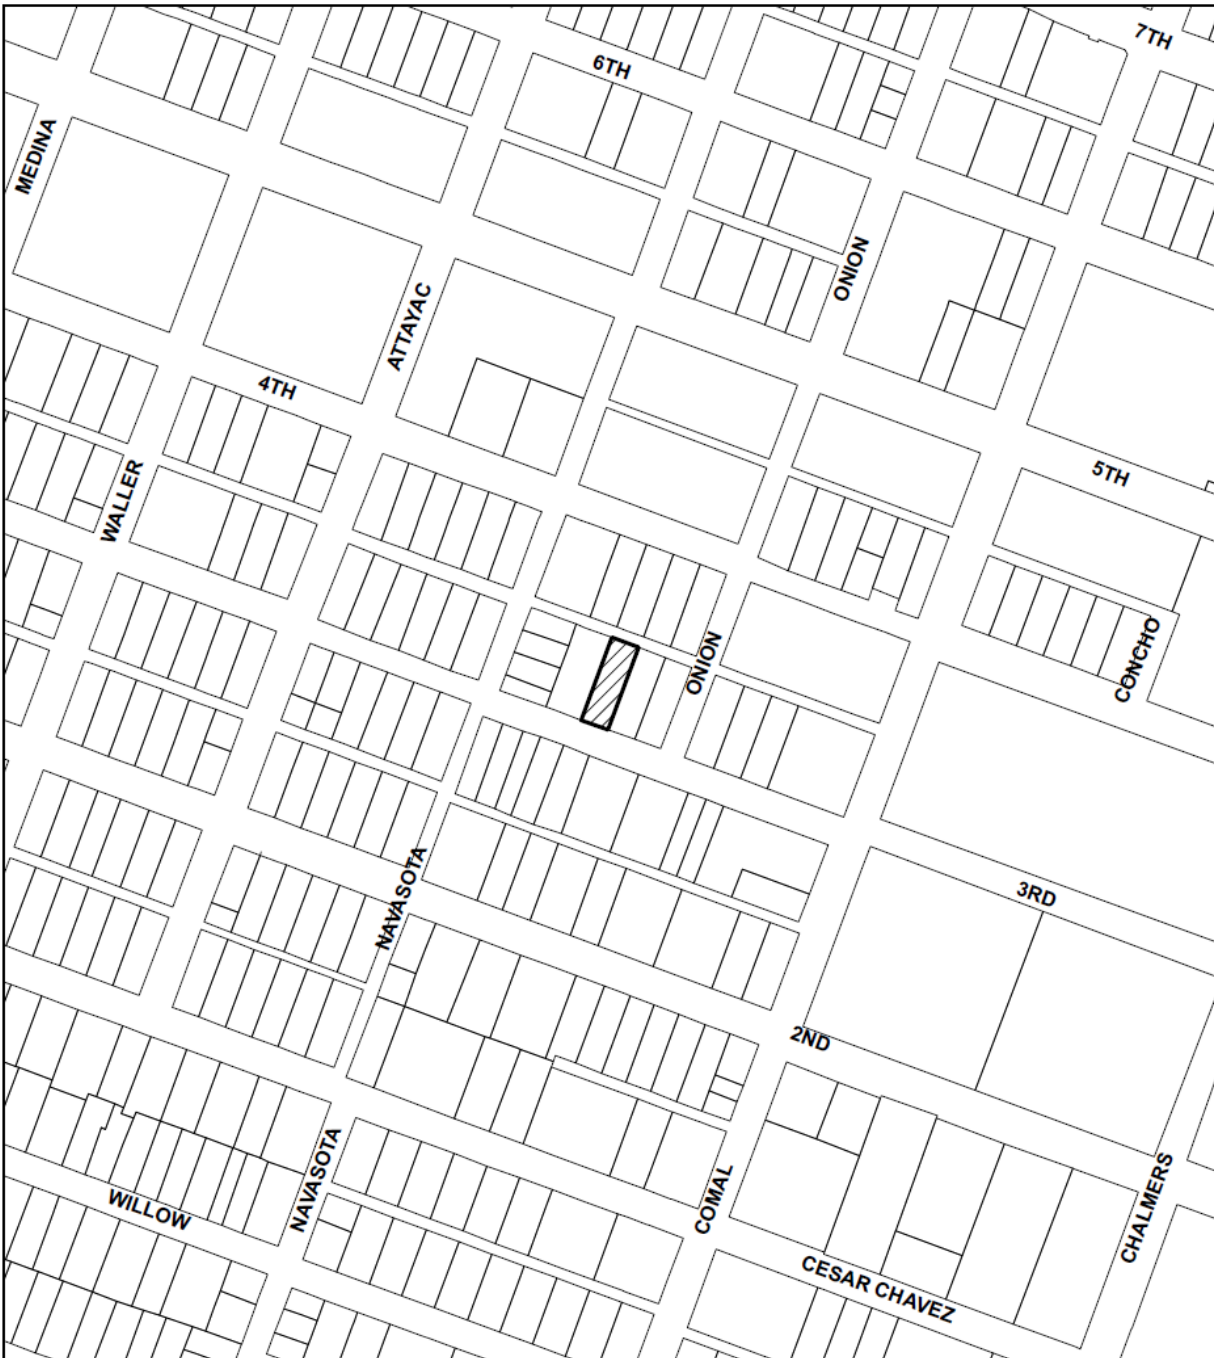 7TH
6TH
MEDINA
ONION
ATTAYAC
4TH
5TH
WALLER
ONION
CONCHO
NAVASOTA
3RD
2ND
NAVASOTA
COMAL
CHALMERS
WILLOW
CESAR CHAVEZ